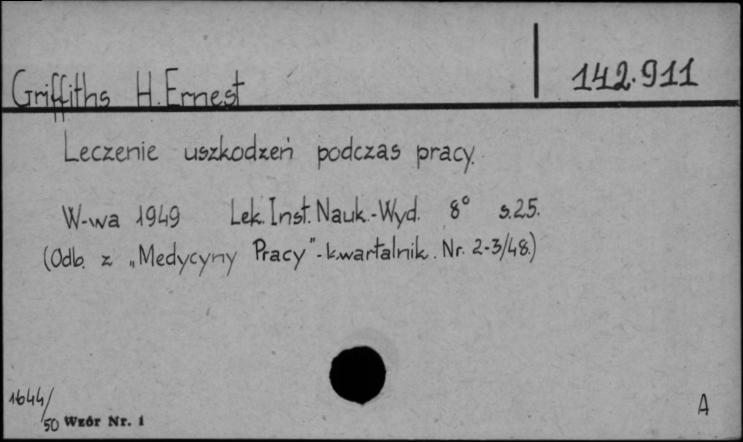 Griffiths H. Ernest
142.911
Leczenie uszkodzeń podczas pracy.
W-wa 1949 Lek. Inst. Nauk.-Wyd. 8° s.25.
(Odb. z „Medycyny Pracy"-kwartalnik. Nr. 2-3/48.)
1644/50 Wzór Nr. 1
A